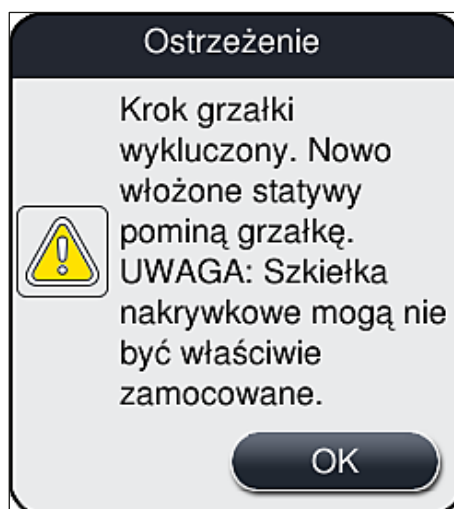 Ostrzeżenie
Krok grzałki
wykluczony. Nowo
włożone statywy
pominą grzałkę.
UWAGA: Szkiełka
nakrywkowe mogą nie
być właściwie
zamocowane.
OK